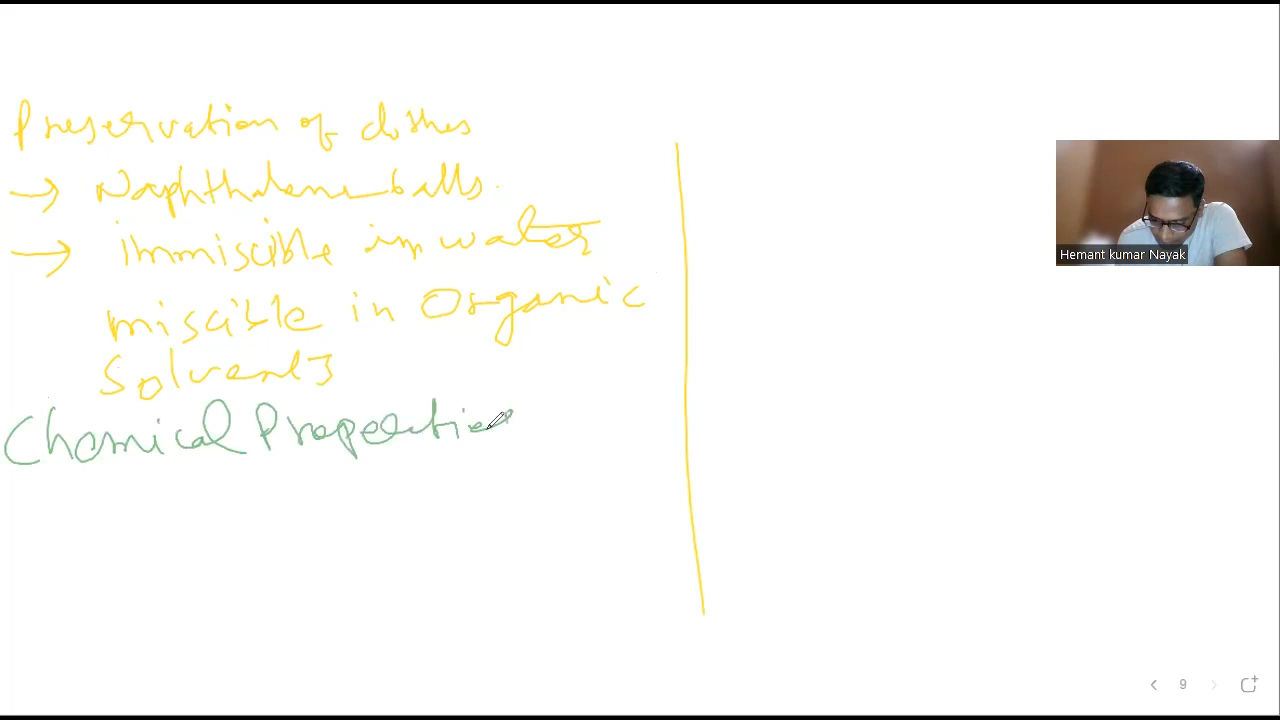 Preservation of clothes
→ Naphthalene balls.
→ immiscible in water
miscible in Organic
Solvents
Chemical Properties
Hemant kumar Nayak
9